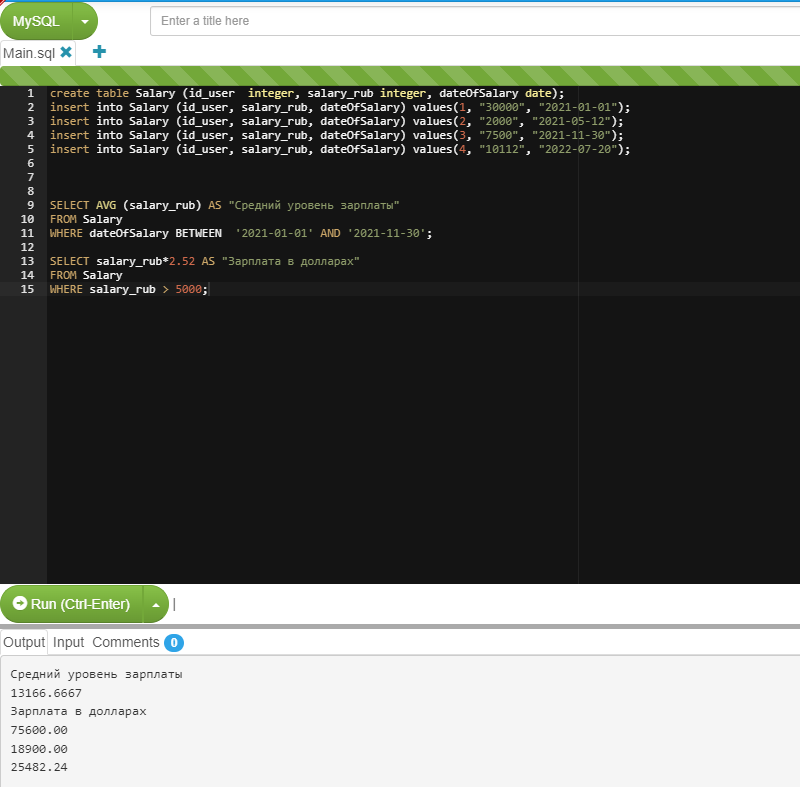 MySQL
Enter a title here
Main.sql
1 create table Salary (id_user  integer, salary_rub integer, dateOfSalary date);
2 insert into Salary (id_user, salary_rub, dateOfSalary) values(1, "30000", "2021-01-01");
3 insert into Salary (id_user, salary_rub, dateOfSalary) values(2, "2000", "2021-05-12");
4 insert into Salary (id_user, salary_rub, dateOfSalary) values(3, "7500", "2021-11-30");
5 insert into Salary (id_user, salary_rub, dateOfSalary) values(4, "10112", "2022-07-20");
6
7
8
9 SELECT AVG (salary_rub) AS "Средний уровень зарплаты"
10 FROM Salary
11 WHERE dateOfSalary BETWEEN  '2021-01-01' AND '2021-11-30';
12
13 SELECT salary_rub*2.52 AS "Зарплата в долларах"
14 FROM Salary
15 WHERE salary_rub > 5000;
Run (Ctrl-Enter) |
Output Input Comments 0
Средний уровень зарплаты
13166.6667
Зарплата в долларах
75600.00
18900.00
25482.24